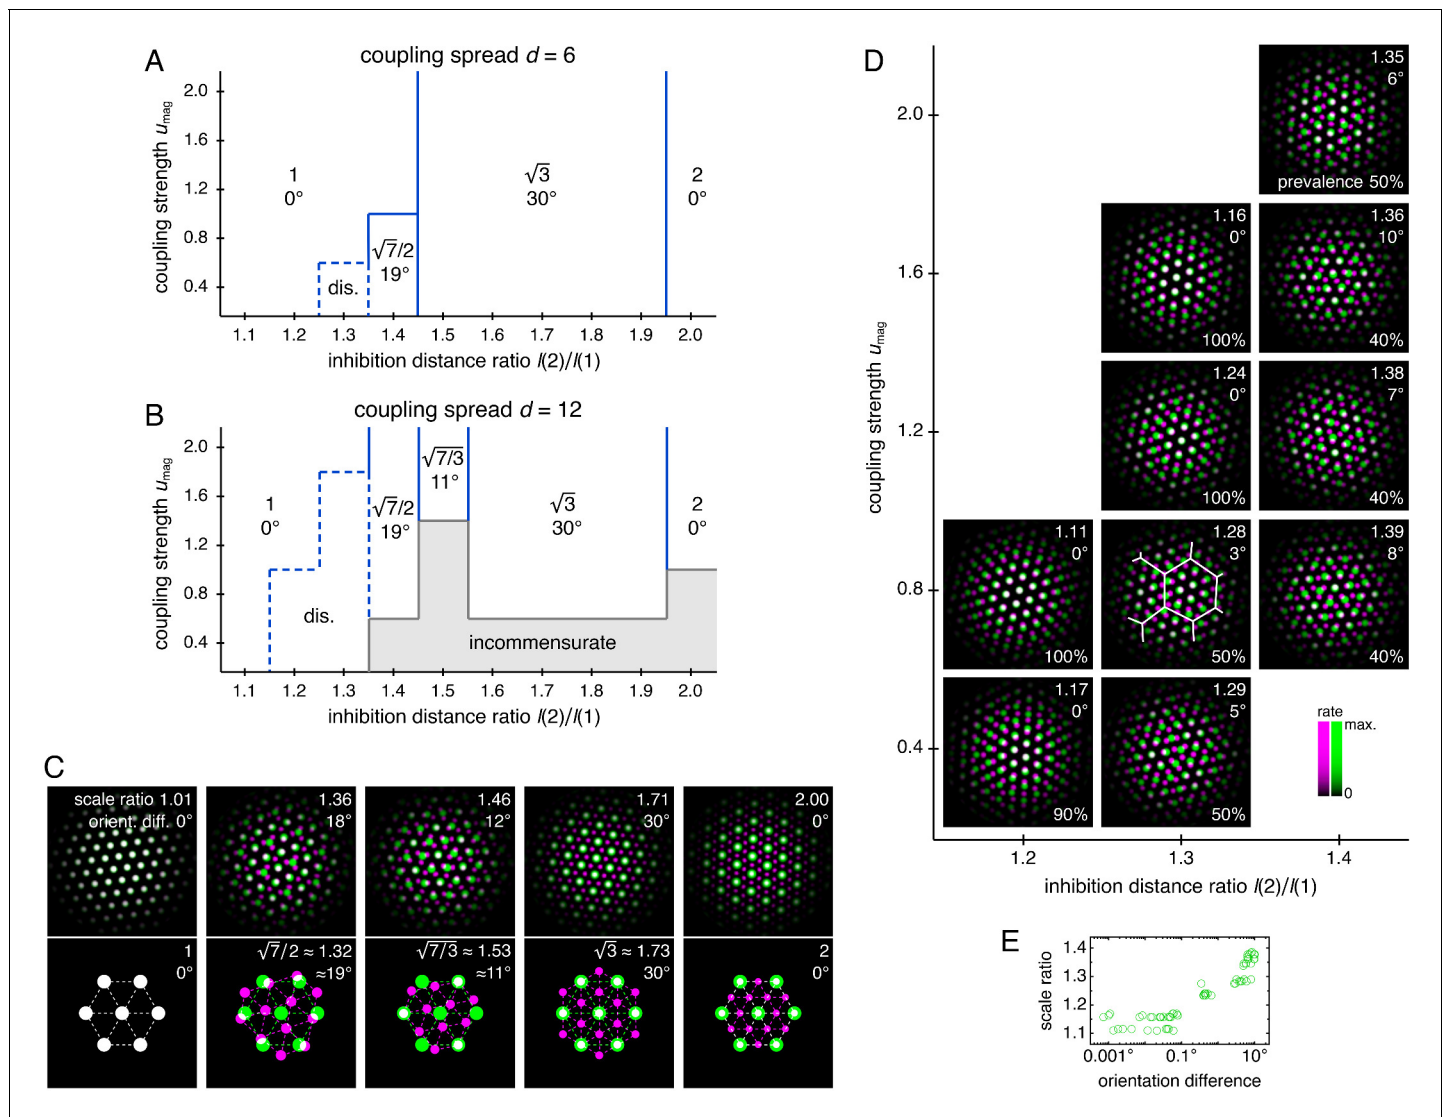 A
coupling spread d = 6
coupling strength u_mag
2.0
1.6
1.2
0.8
0.4
1
0°
dis.
√7/2
19°
√3
30°
2
0°
1.1 1.2 1.3 1.4 1.5 1.6 1.7 1.8 1.9 2.0
inhibition distance ratio l(2)/l(1)
B
coupling spread d = 12
coupling strength u_mag
2.0
1.6
1.2
0.8
0.4
1
0°
dis.
√7/2
19°
√7/3
11°
√3
30°
2
0°
incommensurate
1.1 1.2 1.3 1.4 1.5 1.6 1.7 1.8 1.9 2.0
inhibition distance ratio l(2)/l(1)
C
scale ratio 1.01
orient. diff. 0°
1.36
18°
1.46
12°
1.71
30°
2.00
0°
1
0°
√7/2 ≈ 1.32
≈19°
√7/3 ≈ 1.53
≈11°
√3 ≈ 1.73
30°
2
0°
D
coupling strength u_mag
2.0
1.6
1.2
0.8
0.4
1.35
6°
prevalence 50%
1.16
0°
100%
1.36
10°
40%
1.24
0°
100%
1.38
7°
40%
1.11
0°
100%
1.28
3°
50%
1.39
8°
40%
1.17
0°
90%
1.29
5°
50%
rate
max.
0
1.2 1.3 1.4
inhibition distance ratio l(2)/l(1)
E
scale ratio
1.4
1.3
1.2
1.1
0.001° 0.1° 10°
orientation difference